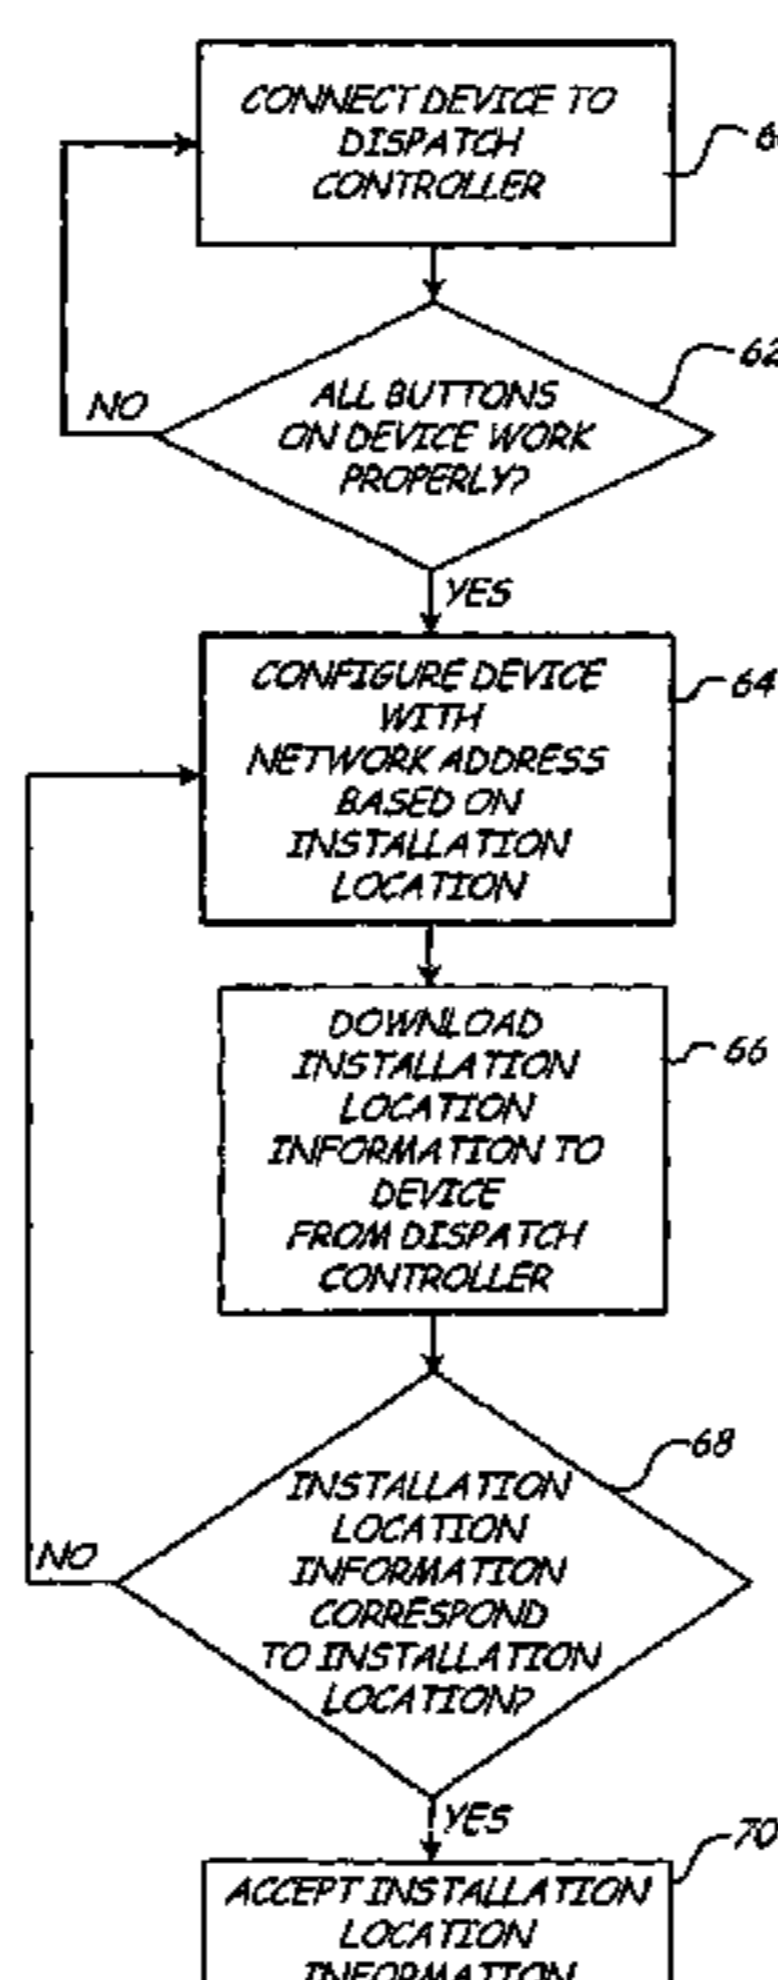 CONNECT DEVICE TO
DISPATCH
CONTROLLER
62
ALL BUTTONS
ON DEVICE WORK
PROPERLY?
NO
YES
CONFIGURE DEVICE
WITH
NETWORK ADDRESS
BASED ON
INSTALLATION
LOCATION
64
DOWNLOAD
INSTALLATION
LOCATION
INFORMATION TO
DEVICE
FROM DISPATCH
CONTROLLER
66
68
INSTALLATION
LOCATION
INFORMATION
CORRESPOND
TO INSTALLATION
LOCATION?
NO
YES
70
ACCEPT INSTALLATION
LOCATION
INFORMATION